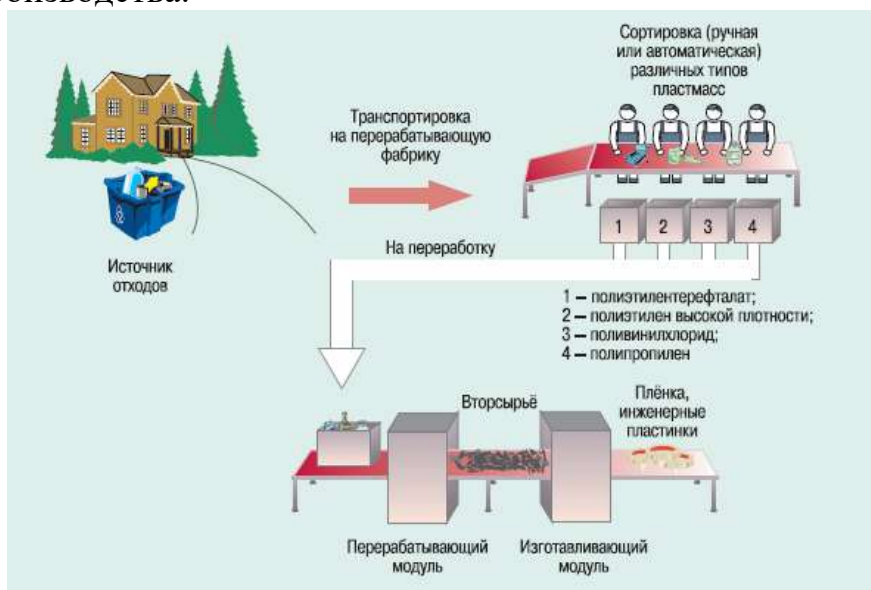 Сортировка (ручная
или автоматическая)
различных типов
пластмасс
Транспортировка
на перерабатывающую
фабрику
1 2 3 4
На переработку
Источник
отходов
1 – полиэтилентерефталат;
2 – полиэтилен высокой плотности;
3 – поливинилхлорид;
4 – полипропилен
Вторсырьё
Плёнка,
инженерные
пластинки
Перерабатывающий
модуль
Изготавливающий
модуль